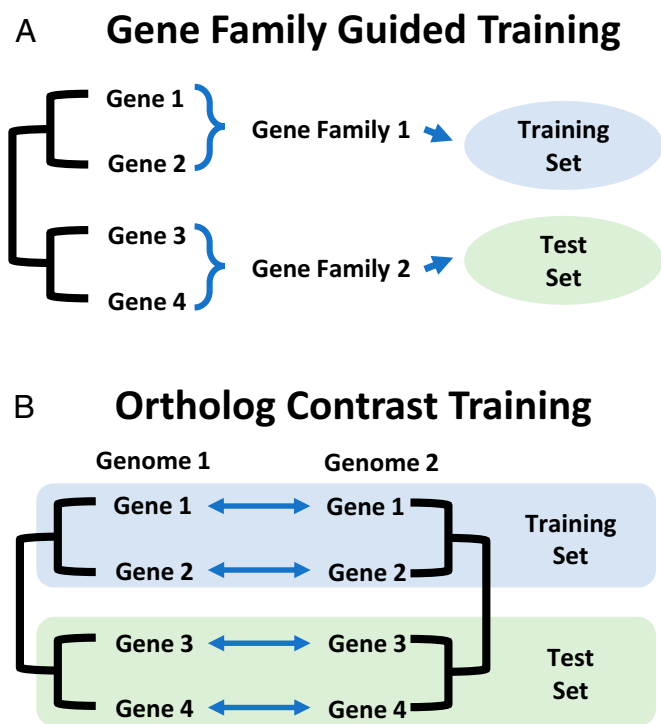 A Gene Family Guided Training
Gene 1
Gene 2
Gene Family 1
Training
Set
Gene 3
Gene 4
Gene Family 2
Test
Set
B Ortholog Contrast Training
Genome 1 Genome 2
Gene 1 Gene 1
Gene 2 Gene 2
Training
Set
Gene 3 Gene 3
Gene 4 Gene 4
Test
Set